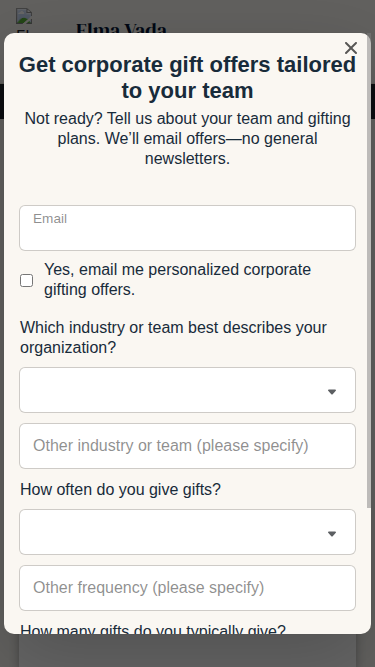 Elma Vada
Get corporate gift offers tailored
to your team
Not ready? Tell us about your team and gifting
plans. We’ll email offers—no general
newsletters.
Email
Yes, email me personalized corporate
gifting offers.
Which industry or team best describes your
organization?
Other industry or team (please specify)
How often do you give gifts?
Other frequency (please specify)
How many gifts do you typically give?